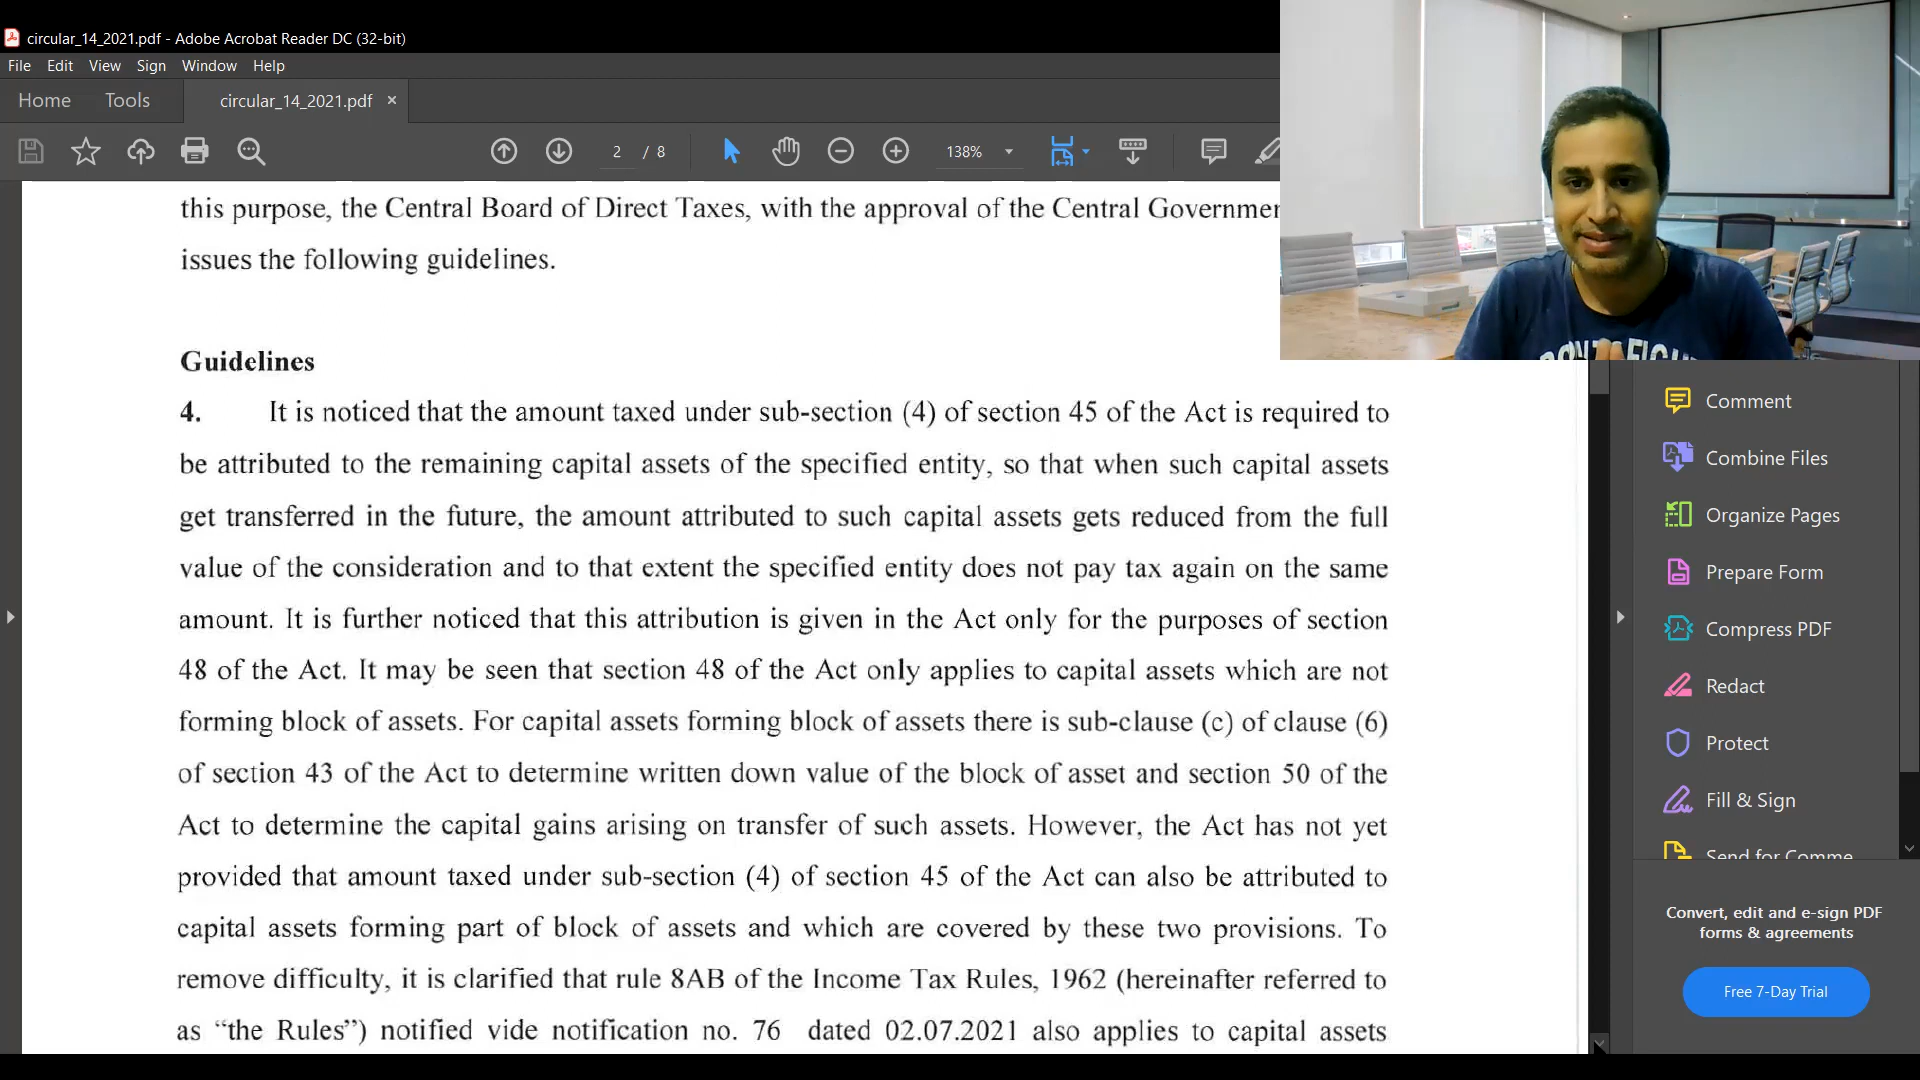 circular_14_2021.pdf - Adobe Acrobat Reader DC (32-bit)
File Edit View Sign Window Help
Home Tools circular_14_2021.pdf ×
2 / 8 138%
this purpose, the Central Board of Direct Taxes, with the approval of the Central
issues the following guidelines.
Guidelines
4. It is noticed that the amount taxed under sub-section (4) of section 45 of the Act is required to
be attributed to the remaining capital assets of the specified entity, so that when such capital assets
get transferred in the future, the amount attributed to such capital assets gets reduced from the full
value of the consideration and to that extent the specified entity does not pay tax again on the same
amount. It is further noticed that this attribution is given in the Act only for the purposes of section
48 of the Act. It may be seen that section 48 of the Act only applies to capital assets which are not
forming block of assets. For capital assets forming block of assets there is sub-clause (c) of clause (6)
of section 43 of the Act to determine written down value of the block of asset and section 50 of the
Act to determine the capital gains arising on transfer of such assets. However, the Act has not yet
provided that amount taxed under sub-section (4) of section 45 of the Act can also be attributed to
capital assets forming part of block of assets and which are covered by these two provisions. To
remove difficulty, it is clarified that rule 8AB of the Income Tax Rules, 1962 (hereinafter referred to
as “the Rules”) notified vide notification no. 76 dated 02.07.2021 also applies to capital assets
Comment
Combine Files
Organize Pages
Prepare Form
Compress PDF
Redact
Protect
Fill & Sign
Send for Comme
Convert, edit and e-sign PDF
forms & agreements
Free 7-Day Trial